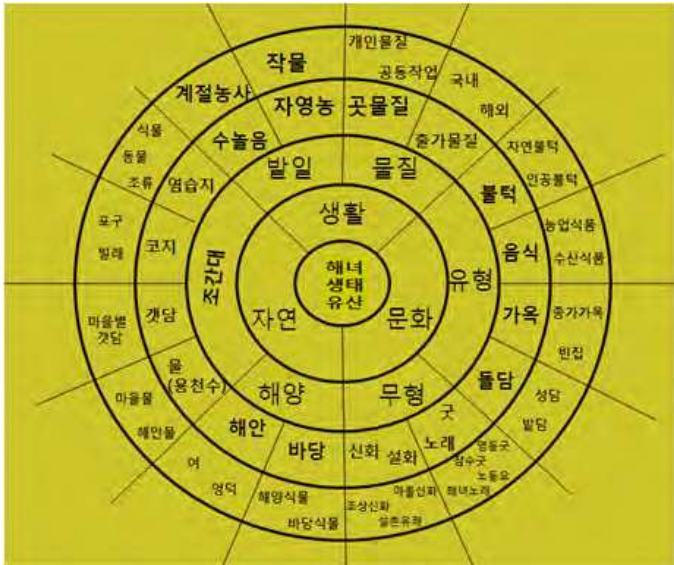 개인물질
작물
공동작업
국내
계절농사
해외
자영농
곳물질
식물
수눌음
출가물질
자연불턱
동물
밭일
물질
조류
염습지
불턱
인공불턱
생활
농업식품
포구
코지
음식
빌레
수산식품
해녀
생태
유산
조간대
유형
자연
문화
갯담
가옥
마을별
갯담
빈집
물
(용천수)
해양
무형
돌담
성담
마을물
굿
밭담
해안물
해안
노래
바당
신화
설화
영등굿
여
잠수굿
노동요
엉덕
해양식물
마을신화
해녀노래
바당식물
조상신화
설촌유래